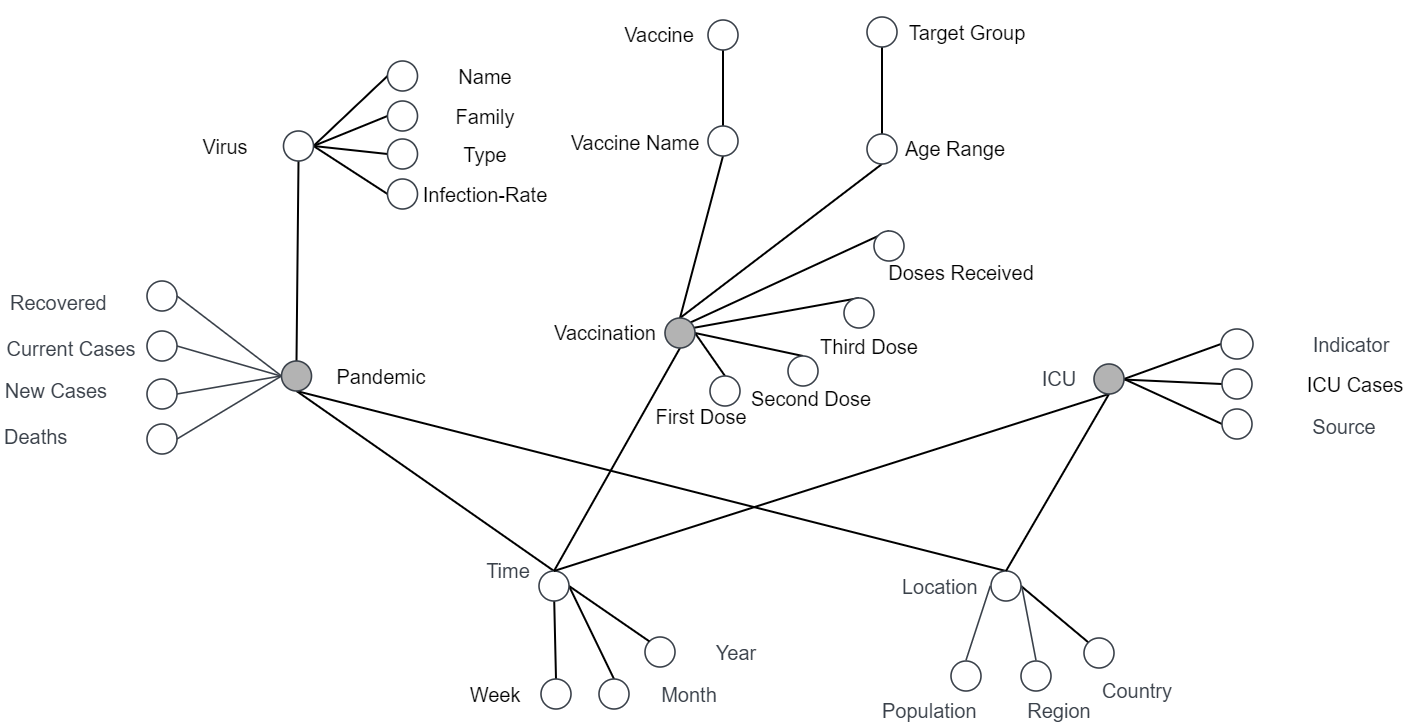 Vaccine
Target Group
Name
Family
Virus
Vaccine Name
Age Range
Type
Infection-Rate
Doses Received
Recovered
Vaccination
Third Dose
Current Cases
Indicator
Pandemic
ICU
ICU Cases
New Cases
Second Dose
First Dose
Source
Deaths
Time
Location
Year
Week
Month
Country
Population
Region